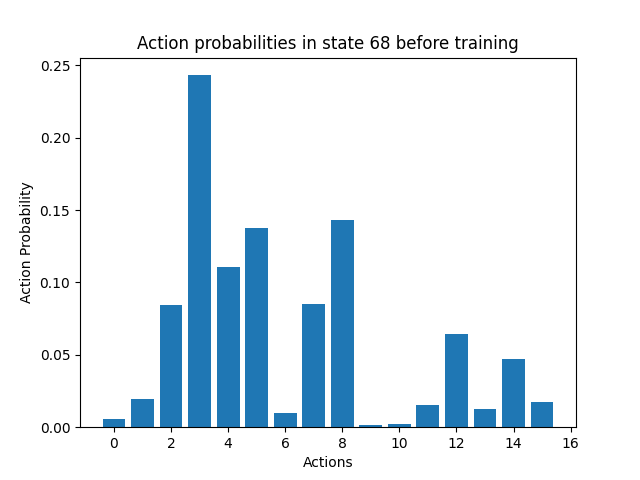 Action probabilities in state 68 before training
0.25
0.20
0.15
0.10
0.05
0.00
Action Probability
0 2 4 6 8 10 12 14 16
Actions